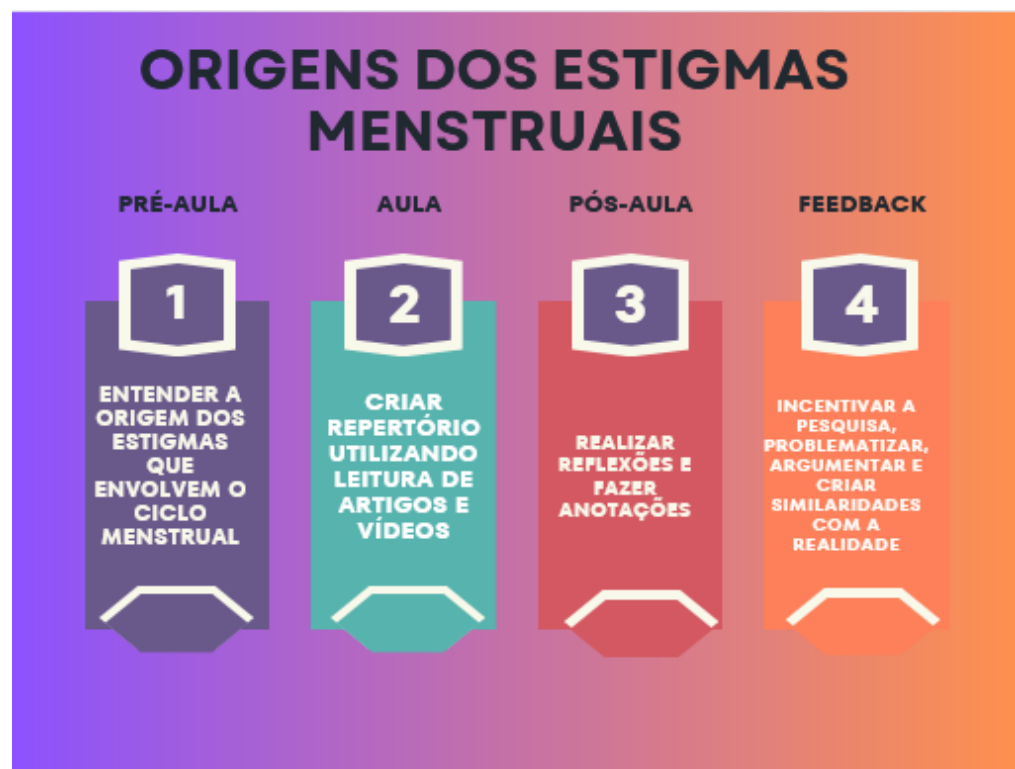 ORIGENS DOS ESTIGMAS
MENSTRUAIS
PRÉ-AULA
1
ENTENDER A
ORIGEM DOS
ESTIGMAS
QUE
ENVOLVEM O
CICLO
MENSTRUAL
AULA
2
CRIAR
REPERTÓRIO
UTILIZANDO
LEITURA DE
ARTIGOS E
VÍDEOS
PÓS-AULA
3
REALIZAR
REFLEXÕES E
FAZER
ANOTAÇÕES
FEEDBACK
4
INCENTIVAR A
PESQUISA,
PROBLEMATIZAR,
ARGUMENTAR E
CRIAR
SIMILARIDADES
COM A
REALIDADE